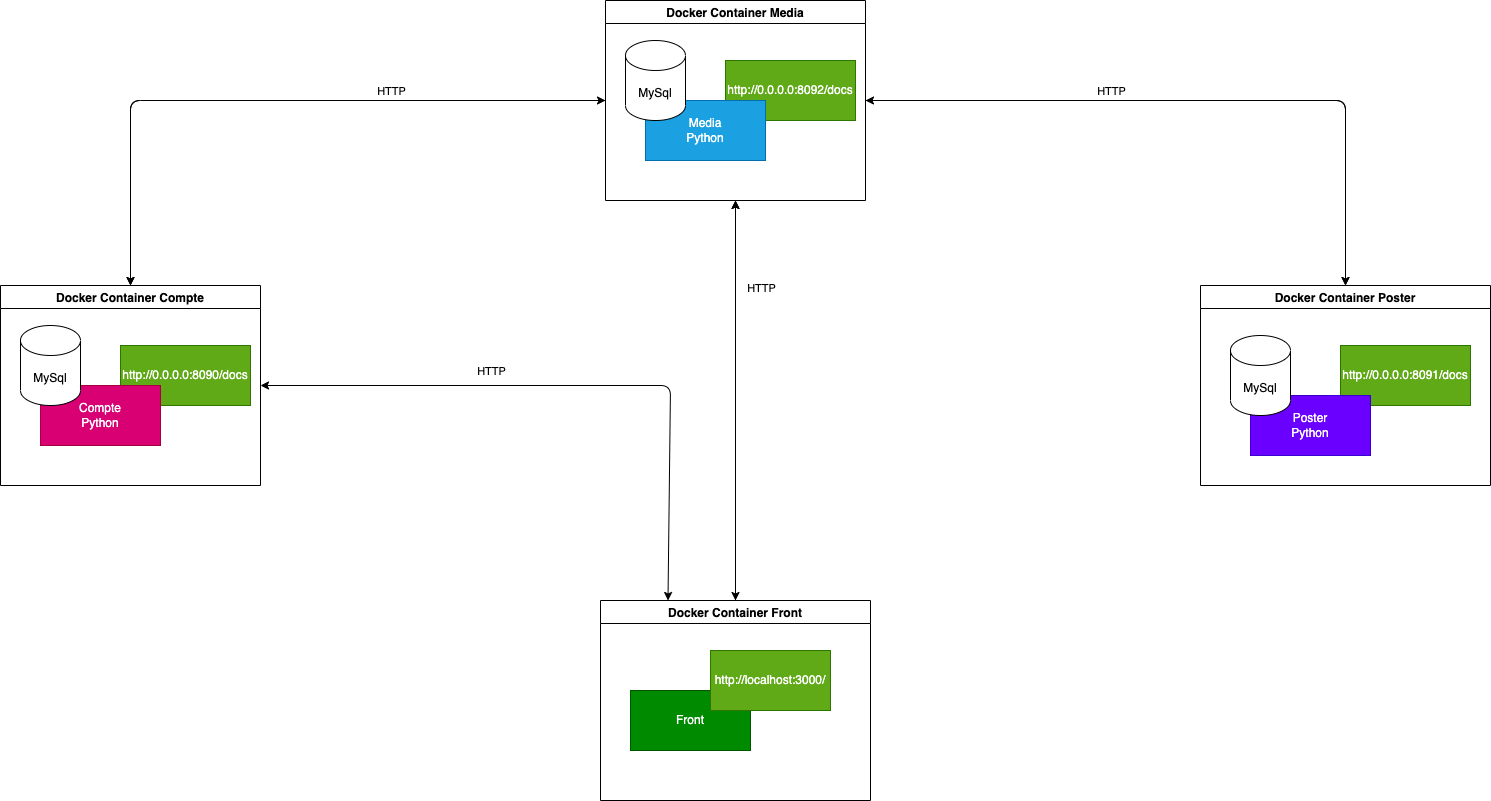 Docker Container Media
MySql
http://0.0.0.0:8092/docs
Media
Python
HTTP
HTTP
HTTP
Docker Container Compte
MySql
http://0.0.0.0:8090/docs
Compte
Python
Docker Container Poster
MySql
http://0.0.0.0:8091/docs
Poster
Python
HTTP
Docker Container Front
http://localhost:3000/
Front